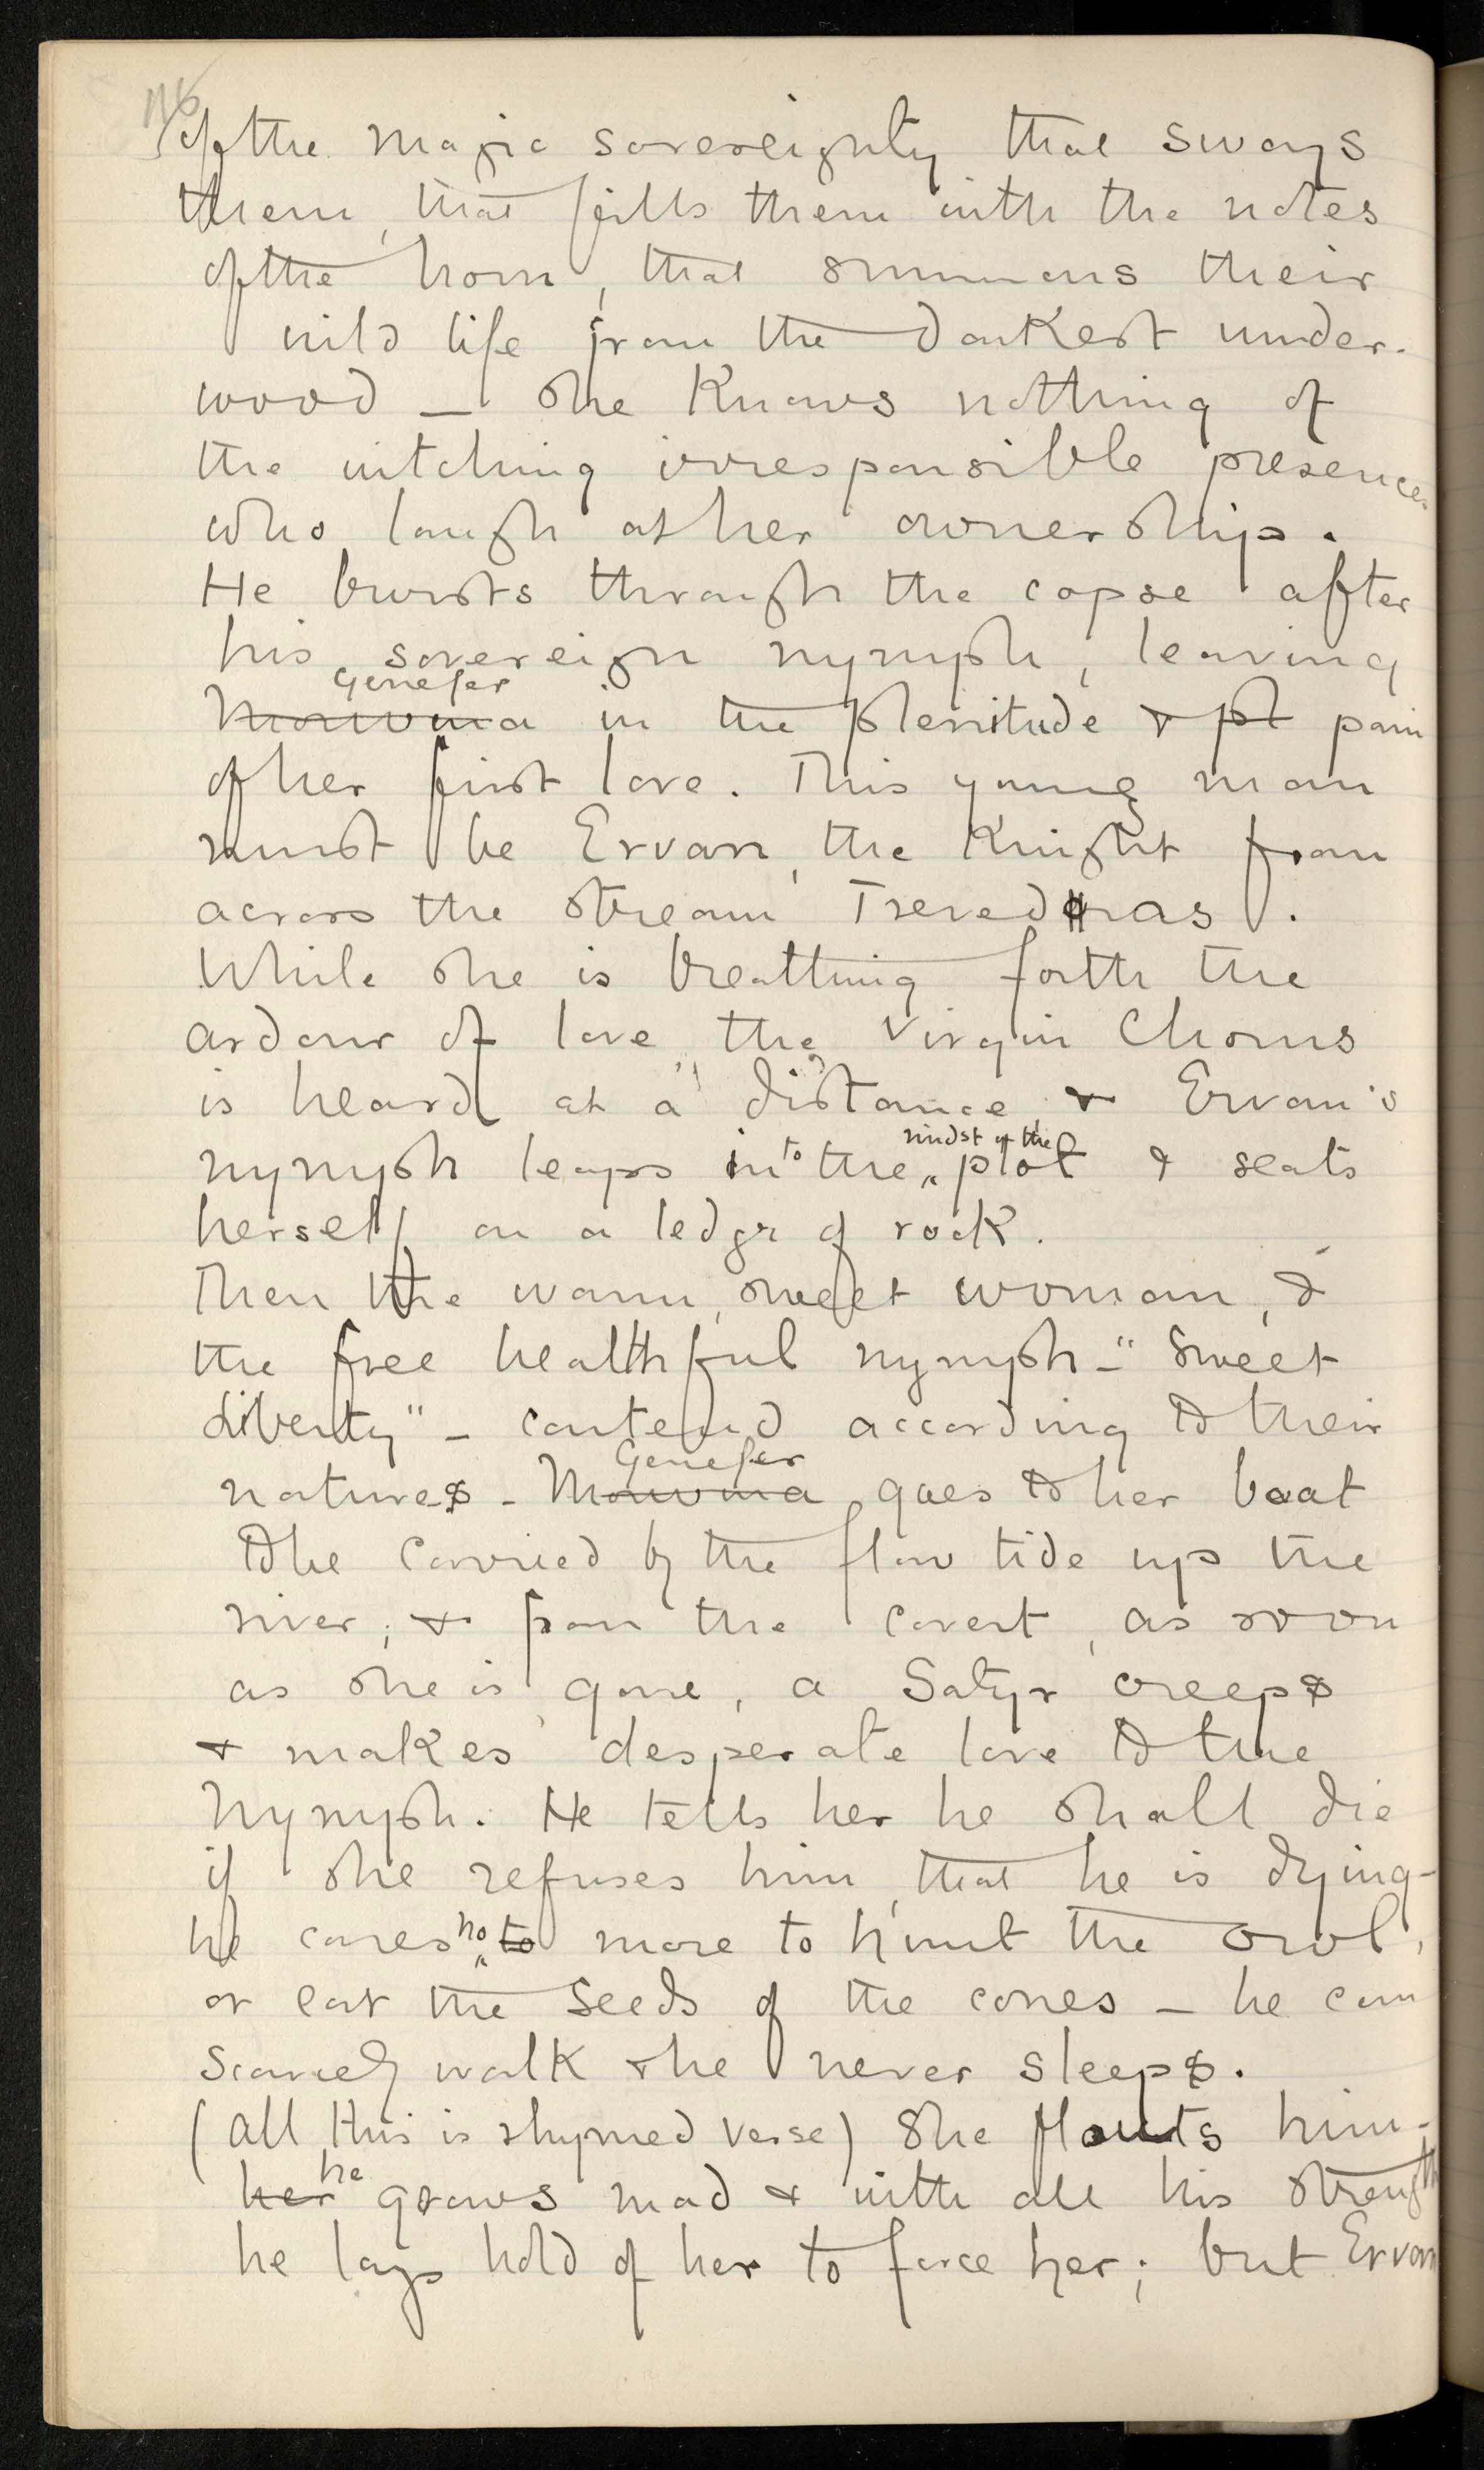 116
of the magic sovereignty that sways
them, that fills them with the notes
of the horn, that summons their
wild life from the darkest under-
wood — she knows nothing of
the witching irresponsible presences
who laugh at her ownership.
He bursts through the copse after
his sovereign nymph, leaving
Genefer
Morwena in the plenitude & pl pain
of her first love. This young man
must be Ervan, the Knight from
across the stream
While she is breathing forth the
ardour of love, the Virgin Chorus
is heard at a distance & Ervan's
midst of the
nymph leaps into the plot & seats
herself on a ledge of rock.
Then the warm, sweet woman, &
the free healthful nymph - "Sweet
Liberty" - contend according to their
Genefer
natures - Morwena goes to her boat
to be carried by the flow tide up the
river; & from the covert, as soon
as she is gone, a Satyr creeps
& makes desperate love to the
Nymph. He tells her he shall die
if she refuses him, that he is dying -
no
he cares to more to hunt the owl,
or eat the seeds of the cones — he can
scarcely walk & he never sleeps.
(all this is rhymed verse) She flouts him -
he
her grows mad & with all his strength
he lays hold of her to force her; but Ervan